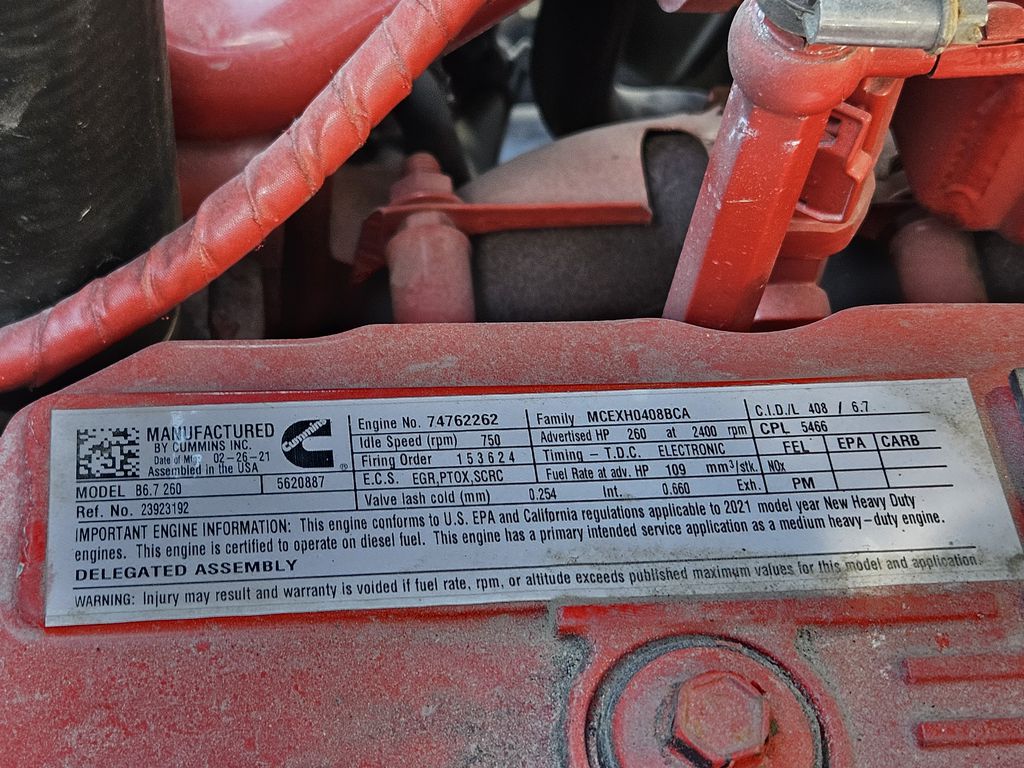 MANUFACTURED
BY CUMMINS INC.
Date of Mfg. 02-26-21
Assembled in the USA
Cummins
®
MODEL B6.7 260
5620887
Ref. No. 23923192
Engine No. 74762262
Idle Speed (rpm) 750
Firing Order 1 5 3 6 2 4
E.C.S. EGR,PTOX,SCRC
Valve lash cold (mm) 0.254 Int. 0.660 Exh.
Family MCEXH0408BCA
Advertised HP 260 at 2400 rpm
Timing – T.D.C. ELECTRONIC
Fuel Rate at adv. HP 109 mm³/stk.
C.I.D./L 408 / 6.7
CPL 5466
FEL EPA CARB
NOx
PM
IMPORTANT ENGINE INFORMATION: This engine conforms to U.S. EPA and California regulations applicable to 2021 model year New Heavy Duty
engines. This engine is certified to operate on diesel fuel. This engine has a primary intended service application as a medium heavy-duty engine.
DELEGATED ASSEMBLY
WARNING: Injury may result and warranty is voided if fuel rate, rpm, or altitude exceeds published maximum values for this model and application.